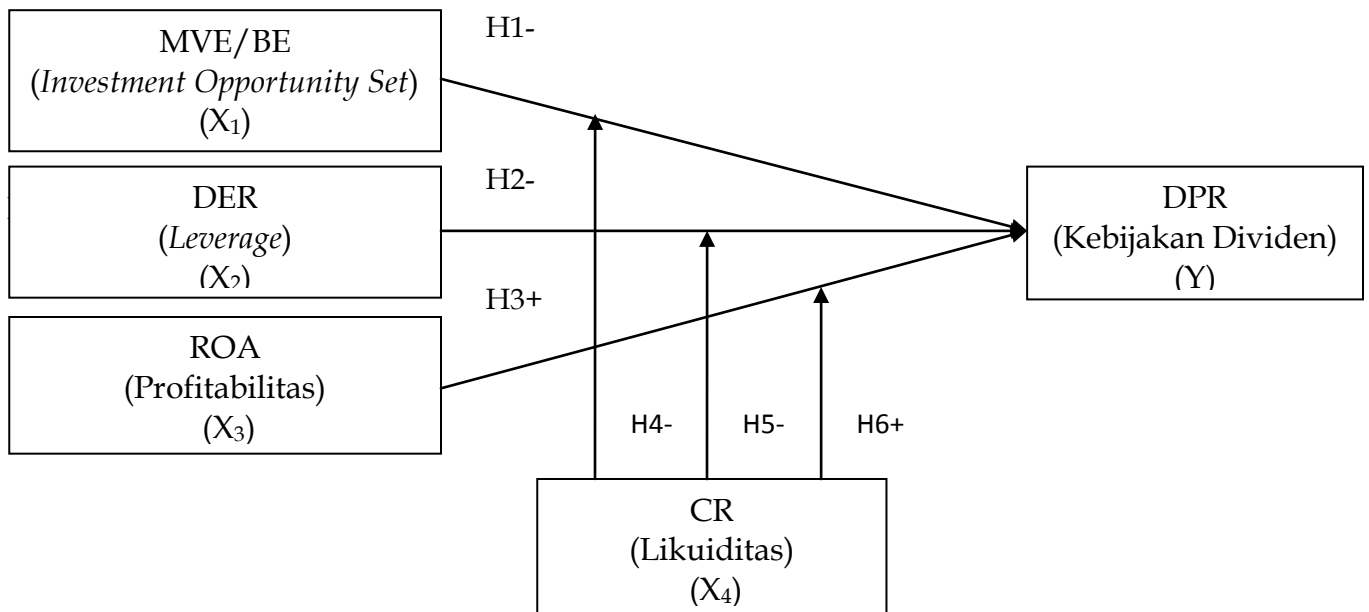 MVE/BE
(Investment Opportunity Set)
(X₁)
H1-
DER
(Leverage)
(X₂)
H2-
DPR
(Kebijakan Dividen)
(Y)
ROA
(Profitabilitas)
(X₃)
H3+
H4-
H5-
H6+
CR
(Likuiditas)
(X₄)